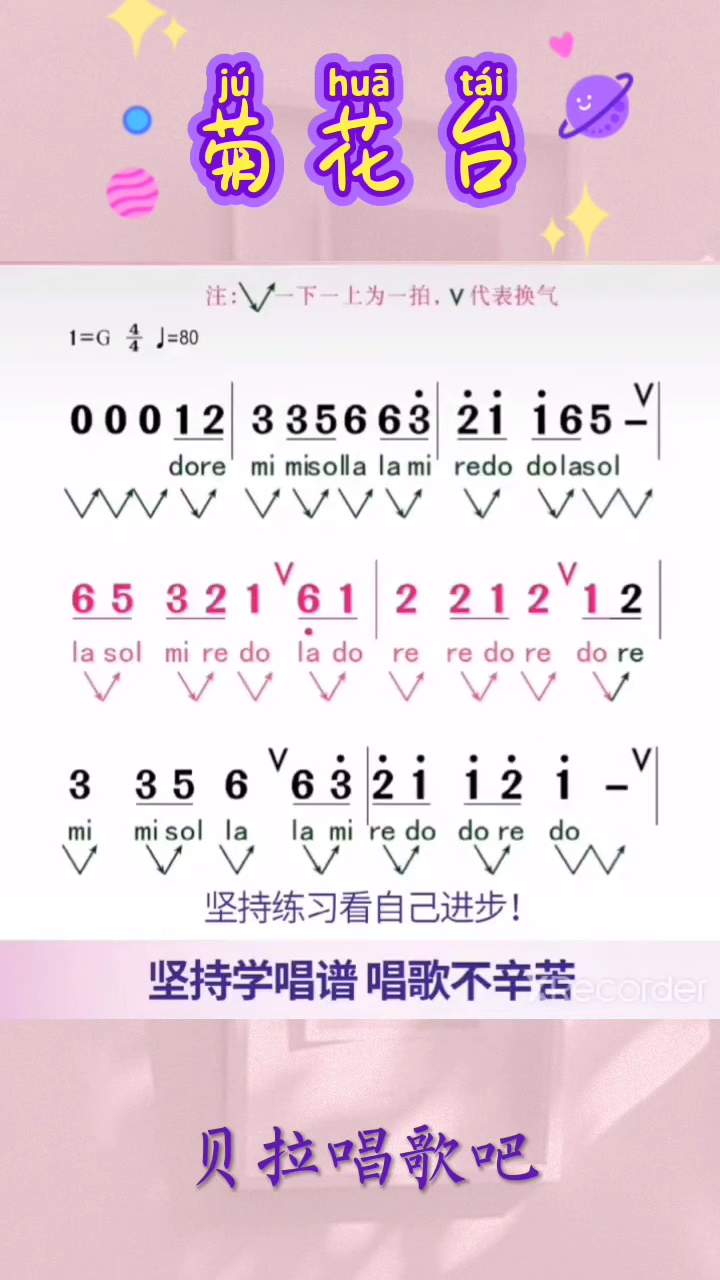 jú huā tái
菊花台
注:一下一上为一拍,V代表换气
1=G 4/4 ♩=80
0 0 0 1 2 | 3 3 5 6 6 3̇ | 2̇ 1̇ 1̇ 6 5 – V |
dore mi misolla la mi redo dolasol
6 5 3 2 1 V 6̣ 1 | 2 2 1 2 V 1 2 |
la sol mi re do la do re re do re do re
3 3 5 6 V 6 3̇ | 2̇ 1̇ 1̇ 2̇ 1̇ – V |
mi mi sol la la mi re do do re do
坚持练习看自己进步!
坚持学唱谱 唱歌不辛苦
贝拉唱歌吧